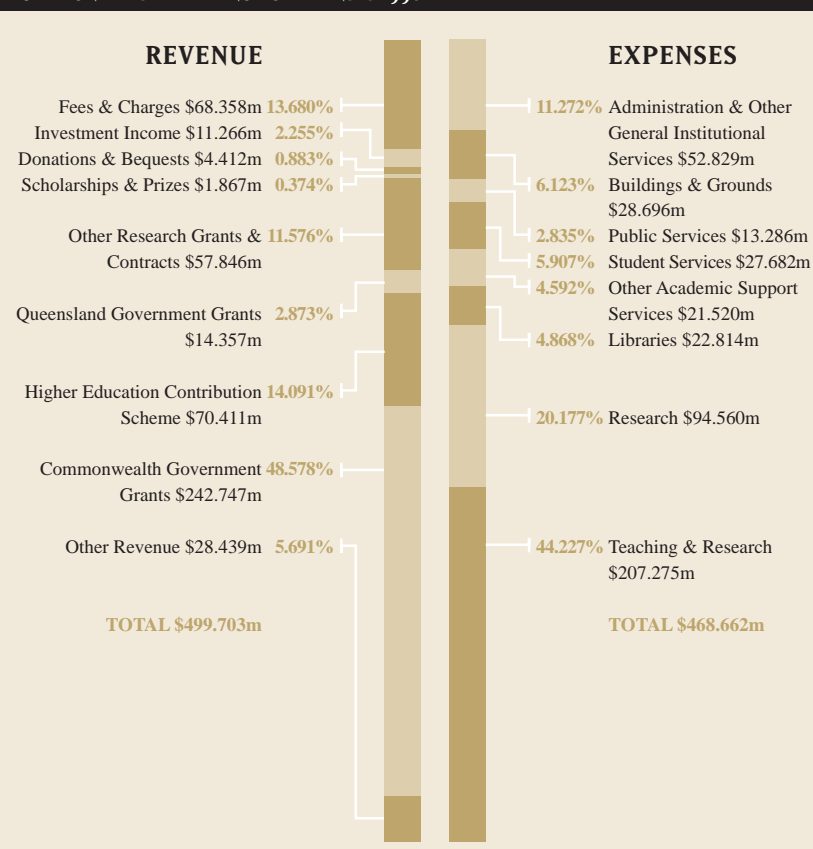 REVENUE
Fees & Charges $68.358m 13.680%
Investment Income $11.266m 2.255%
Donations & Bequests $4.412m 0.883%
Scholarships & Prizes $1.867m 0.374%
Other Research Grants & 11.576%
Contracts $57.846m
Queensland Government Grants 2.873%
$14.357m
Higher Education Contribution 14.091%
Scheme $70.411m
Commonwealth Government 48.578%
Grants $242.747m
Other Revenue $28.439m 5.691%
TOTAL $499.703m
EXPENSES
11.272% Administration & Other
General Institutional
Services $52.829m
6.123% Buildings & Grounds
$28.696m
2.835% Public Services $13.286m
5.907% Student Services $27.682m
4.592% Other Academic Support
Services $21.520m
4.868% Libraries $22.814m
20.177% Research $94.560m
44.227% Teaching & Research
$207.275m
TOTAL $468.662m